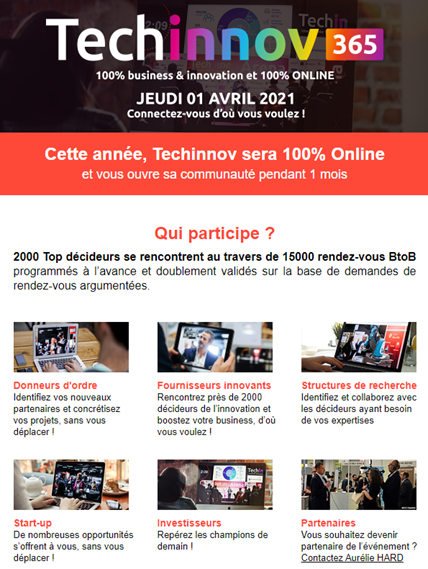 Techinnov 365
100% business & innovation et 100% ONLINE
JEUDI 01 AVRIL 2021
Connectez-vous d'où vous voulez !
Cette année, Techinnov sera 100% Online
et vous ouvre sa communauté pendant 1 mois
Qui participe ?
2000 Top décideurs se rencontrent au travers de 15000 rendez-vous BtoB
programmés à l'avance et doublement validés sur la base de demandes de
rendez-vous argumentées.
Donneurs d'ordre
Identifiez vos nouveaux
partenaires et concrétisez
vos projets, sans vous
déplacer !
Fournisseurs innovants
Rencontrez près de 2000
décideurs de l'innovation et
boostez votre business, d'où
vous voulez !
Structures de recherche
Identifiez et collaborez avec
les décideurs ayant besoin
de vos expertises
Start-up
De nombreuses opportunités
s'offrent à vous, sans vous
déplacer !
Investisseurs
Repérez les champions de
demain !
Partenaires
Vous souhaitez devenir
partenaire de l'événement ?
Contactez Aurélie HARD